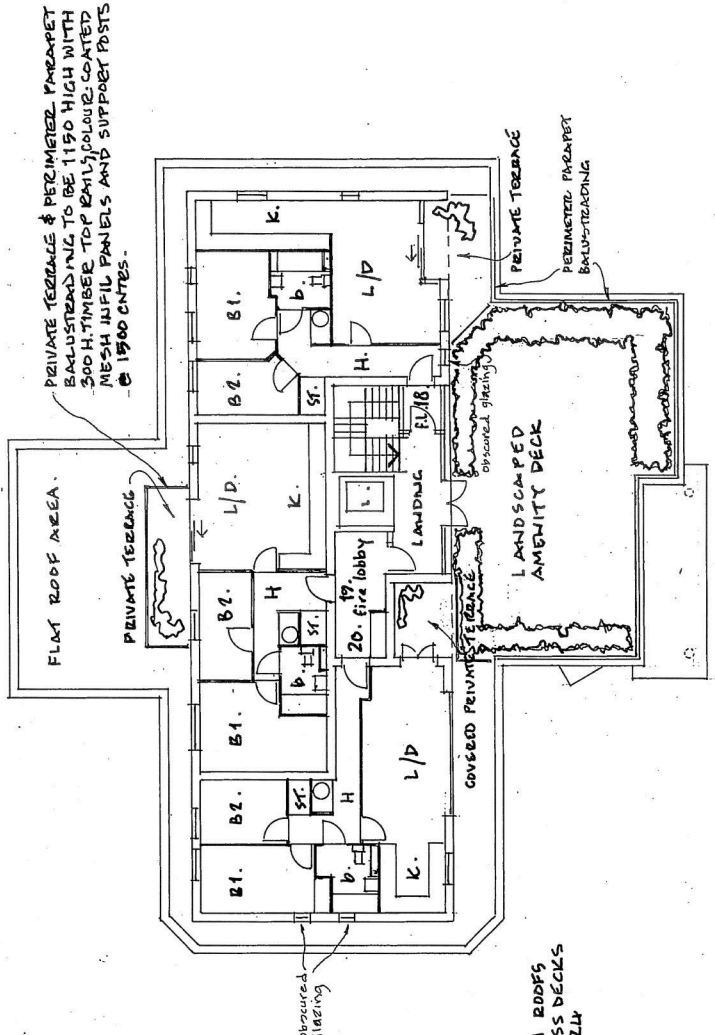 PRIVATE TERRACE & PERIMETER PARAPET
BALUSTRADING TO BE 1150 HIGH WITH
300 H. TIMBER TOP RAILS, COLOUR COATED
MESH INFIL PANELS AND SUPPORT POSTS
@ 1500 CNTRS.
FLAT ROOF AREA.
PRIVATE TERRACE
B1.
B2.
B1.
B2.
L/D.
B2.
B1.
K.
b.
ST.
H
b.
ST.
H
K.
ST.
b.
L/D
H.
K.
L/D
20.
19.
fire lobby
LANDING
FL.18
obscured
glazing
COVERED PRIVATE TERRACE
obscured glazing
LANDSCAPED
AMENITY DECK
PRIVATE TERRACE
PERIMETER PARAPET
BALUSTRADING
ROOFS
SS DECKS